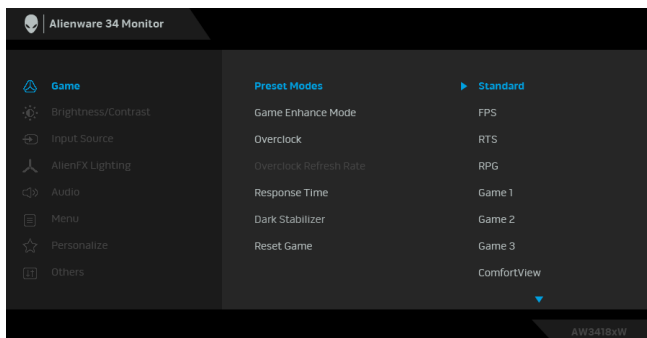 Alienware 34 Monitor
Game Preset Modes Standard
Brightness/Contrast Game Enhance Mode FPS
Input Source Overclock RTS
AlienFX Lighting Overclock Refresh Rate RPG
Audio Response Time Game 1
Menu Dark Stabilizer Game 2
Personalize Reset Game Game 3
Others ComfortView
AW3418xW